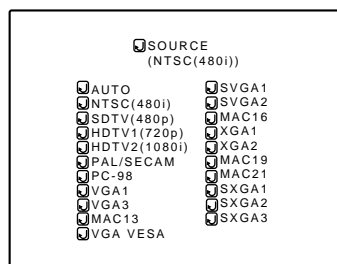 SOURCE
(NTSC(480i))
AUTO
NTSC(480i)
SDTV(480p)
HDTV1(720p)
HDTV2(1080i)
PAL/SECAM
PC-98
VGA1
VGA3
MAC13
VGA VESA
SVGA1
SVGA2
MAC16
XGA1
XGA2
MAC19
MAC21
SXGA1
SXGA2
SXGA3